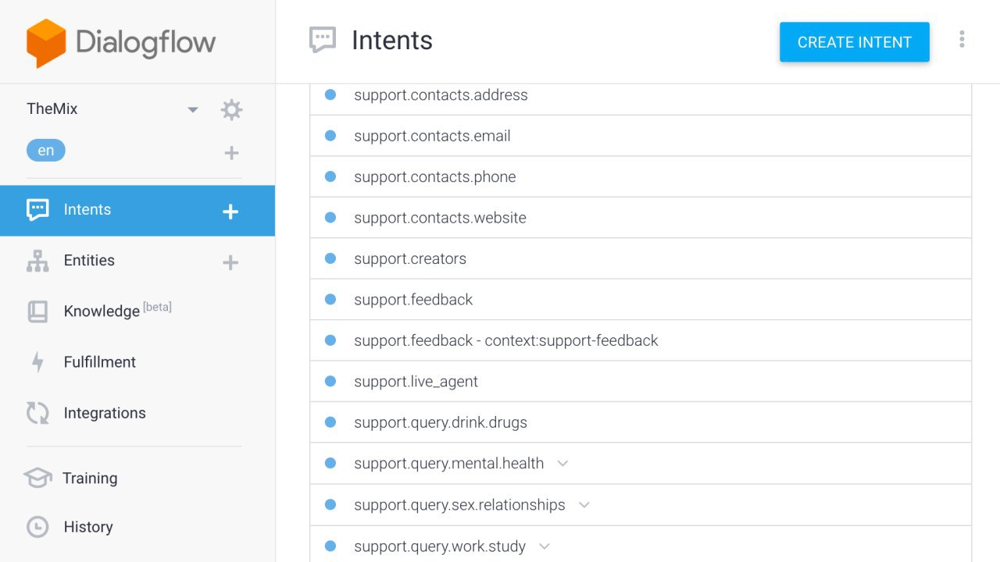 Dialogflow
TheMix
en
Intents
Entities
Knowledge [beta]
Fulfillment
Integrations
Training
History
Intents
CREATE INTENT
support.contacts.address
support.contacts.email
support.contacts.phone
support.contacts.website
support.creators
support.feedback
support.feedback - context:support-feedback
support.live_agent
support.query.drink.drugs
support.query.mental.health
support.query.sex.relationships
support.query.work.study